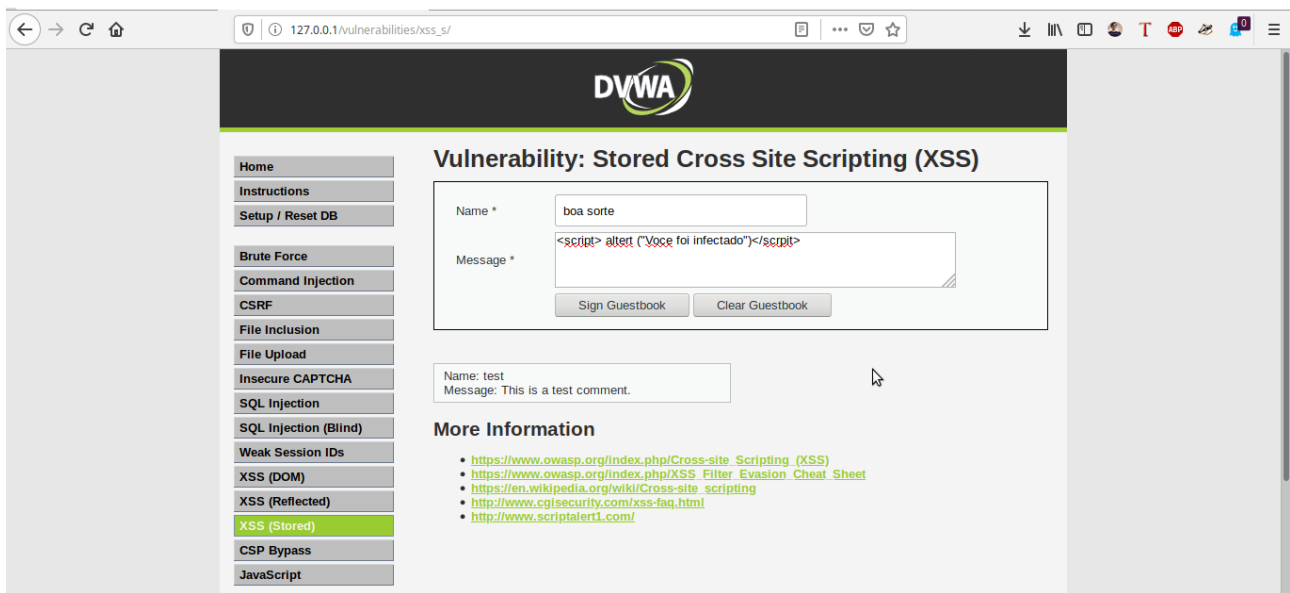 127.0.0.1/vulnerabilities/xss_s/
T
ABP
0
DVWA
Home
Instructions
Setup / Reset DB
Brute Force
Command Injection
CSRF
File Inclusion
File Upload
Insecure CAPTCHA
SQL Injection
SQL Injection (Blind)
Weak Session IDs
XSS (DOM)
XSS (Reflected)
XSS (Stored)
CSP Bypass
JavaScript
Vulnerability: Stored Cross Site Scripting (XSS)
Name * boa sorte
Message * <script> altert ("Voce foi infectado")</scrpit>
Sign Guestbook Clear Guestbook
Name: test
Message: This is a test comment.
More Information
• https://www.owasp.org/index.php/Cross-site_Scripting_(XSS)
• https://www.owasp.org/index.php/XSS_Filter_Evasion_Cheat_Sheet
• https://en.wikipedia.org/wiki/Cross-site_scripting
• http://www.cgisecurity.com/xss-faq.html
• http://www.scriptalert1.com/